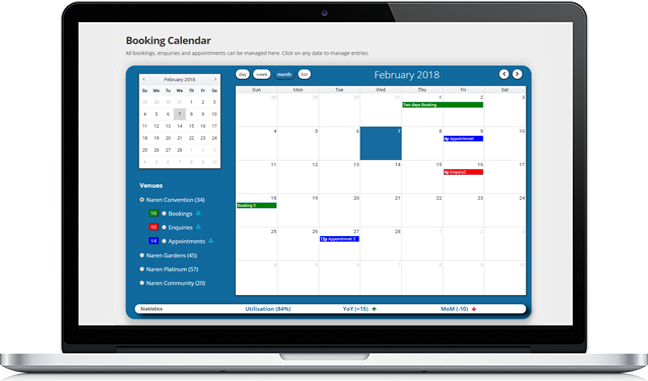 Booking Calendar
All bookings, enquiries and appointments can be managed here. Click on any date to manage entries.
February 2018
Su Mo Tu We Th Fr Sa
28 29 30 31 1 2 3
4 5 6 7 8 9 10
11 12 13 14 15 16 17
18 19 20 21 22 23 24
25 26 27 28 1 2 3
4 5 6 7 8 9 10
Venues
Naren Convention (34)
10 Bookings
10 Enquiries
14 Appointments
Naren Gardens (45)
Naren Platinum (57)
Naren Community (20)
day week month list
February 2018
Sun Mon Tue Wed Thu Fri Sat
28 29 30 31 1 2 3
Two days Booking
4 5 6 7 8 9 10
Appointmnet
11 12 13 14 15 16 17
Enquiry2
18 19 20 21 22 23 24
Booking 2
25 26 27 28 1 2 3
12p Appointmnet 2
4 5 6 7 8 9 10
Statistics Utilisation (84%) YoY (+15) MoM (-10)